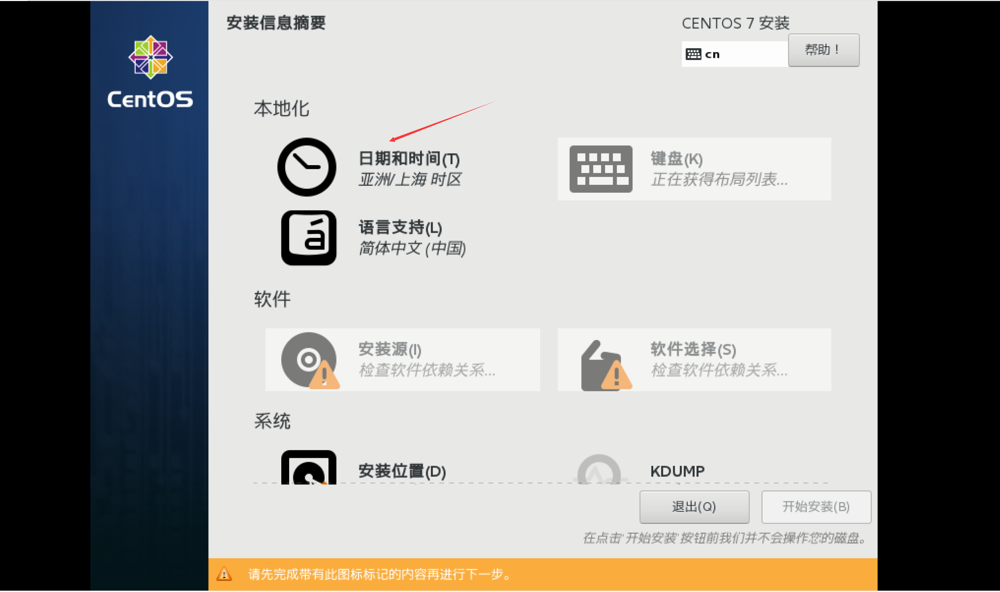 安装信息摘要
CENTOS 7 安装
cn
帮助！
CentOS
本地化
日期和时间(T)
亚洲/上海 时区
键盘(K)
正在获得布局列表...
á
语言支持(L)
简体中文 (中国)
软件
安装源(I)
检查软件依赖关系...
软件选择(S)
检查软件依赖关系...
系统
安装位置(D)
KDUMP
退出(Q)
开始安装(B)
在点击'开始安装'按钮前我们并不会操作您的磁盘。
请先完成带有此图标标记的内容再进行下一步。